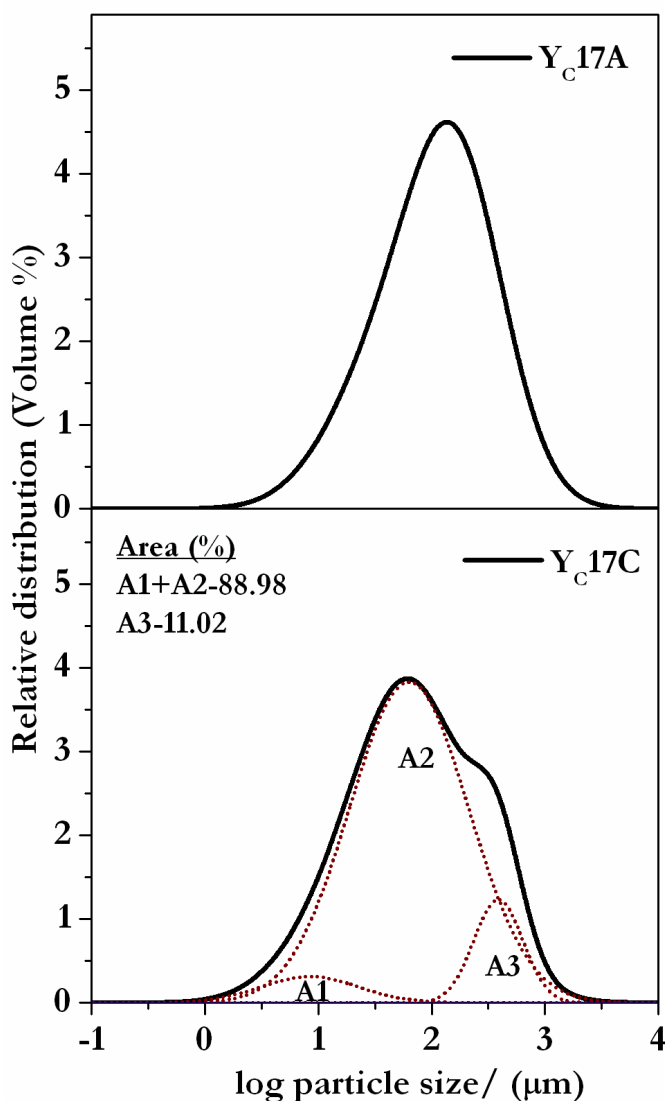 Y_C17A
5
4
3
2
1
0
Relative distribution (Volume %)
Area (%)
A1+A2-88.98
A3-11.02
Y_C17C
5
4
3
2
1
0
A2
A1
A3
-1 0 1 2 3 4
log particle size/ (μm)